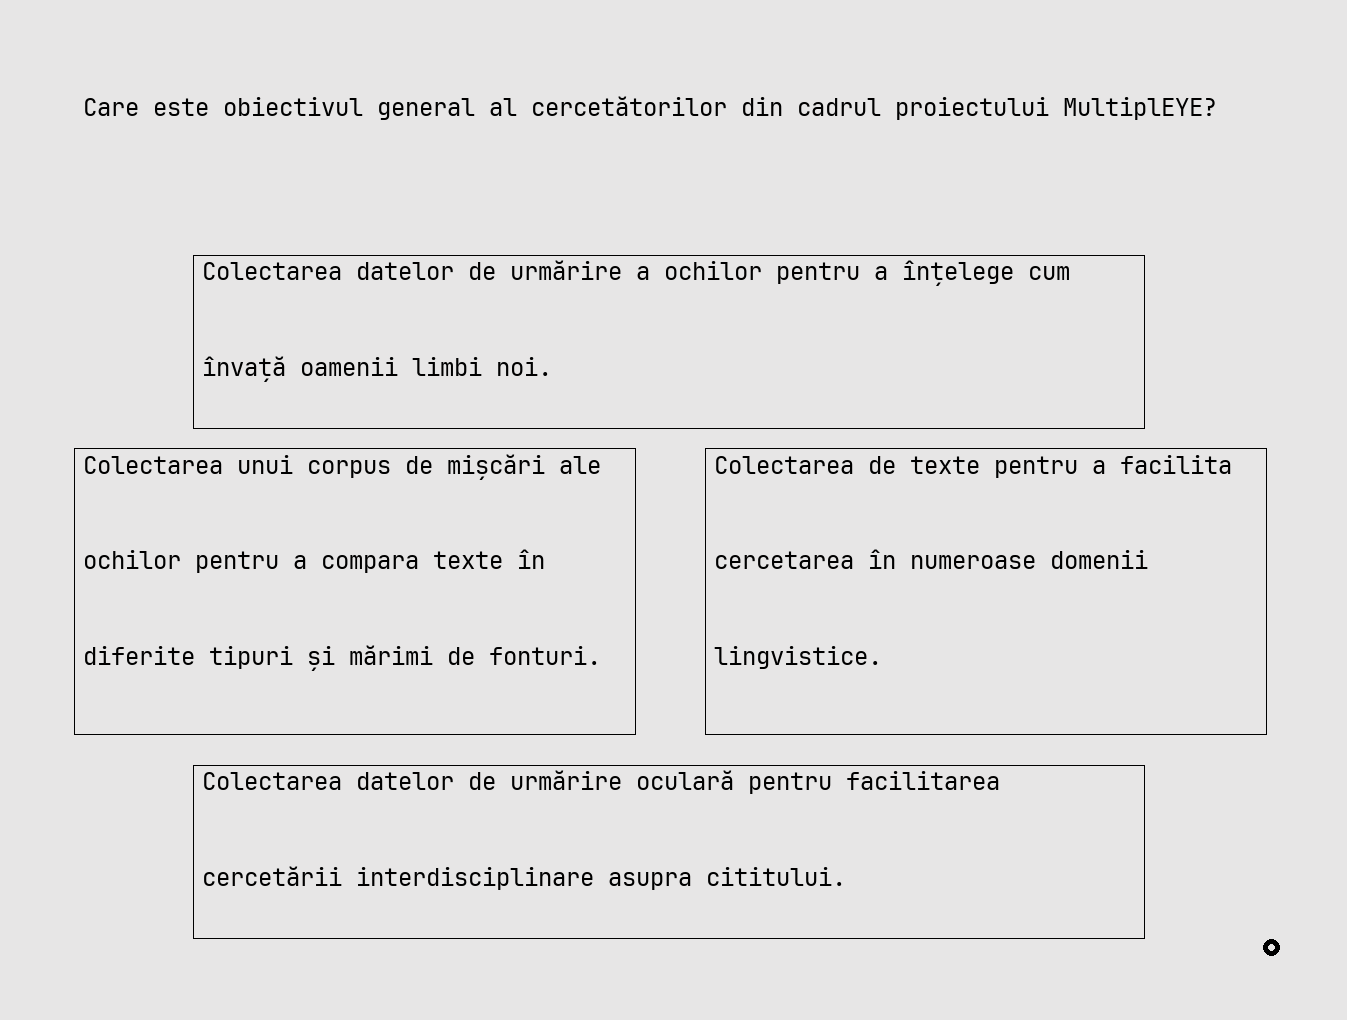 Care este obiectivul general al cercetătorilor din cadrul proiectului MultiplEYE?
Colectarea datelor de urmărire a ochilor pentru a înțelege cum
învață oamenii limbi noi.
Colectarea unui corpus de mișcări ale
ochilor pentru a compara texte în
diferite tipuri și mărimi de fonturi.
Colectarea de texte pentru a facilita
cercetarea în numeroase domenii
lingvistice.
Colectarea datelor de urmărire oculară pentru facilitarea
cercetării interdisciplinare asupra cititului.